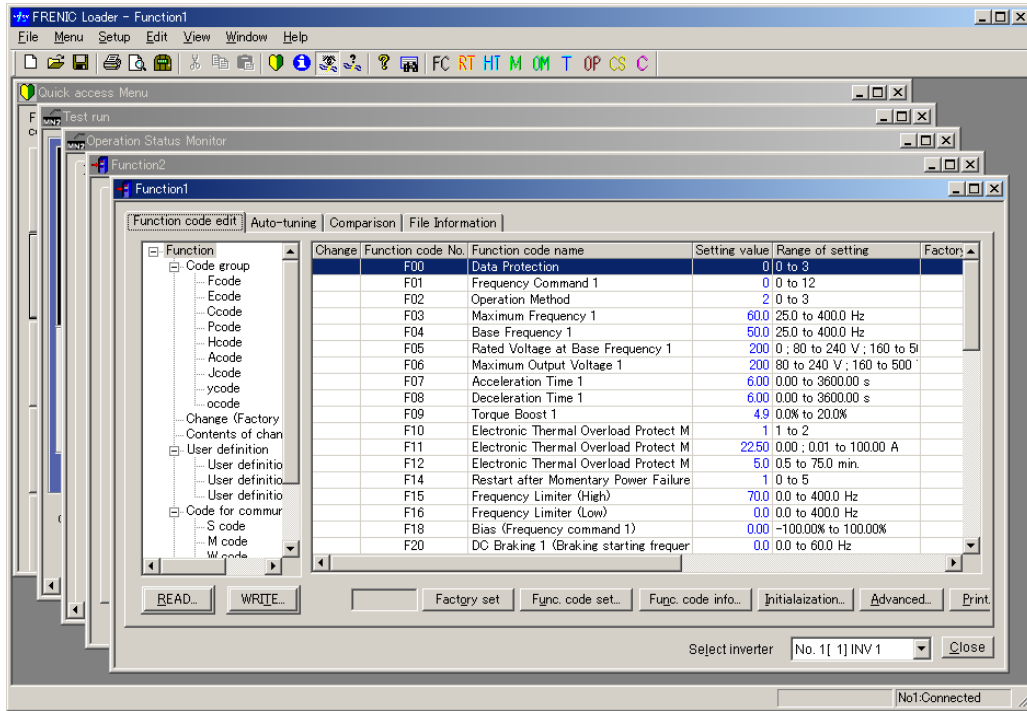 FRENIC Loader - Function1
File Menu Setup Edit View Window Help
FC RT HT M OM T OP CS C
Quick access Menu
Test run
Operation Status Monitor
Function2
Function1
Function code edit Auto-tuning Comparison File Information
Function
Code group
Fcode
Ecode
Ccode
Pcode
Hcode
Acode
Jcode
ycode
ocode
Change (Factory
Contents of chan
User definition
User definitio
User definitio
User definitio
Code for commur
S code
M code
W code
Change Function code No. Function code name Setting value Range of setting Factory
F00 Data Protection 0 0 to 3
F01 Frequency Command 1 0 0 to 12
F02 Operation Method 2 0 to 3
F03 Maximum Frequency 1 60.0 25.0 to 400.0 Hz
F04 Base Frequency 1 50.0 25.0 to 400.0 Hz
F05 Rated Voltage at Base Frequency 1 200 0 ; 80 to 240 V ; 160 to 50
F06 Maximum Output Voltage 1 200 80 to 240 V ; 160 to 500
F07 Acceleration Time 1 6.00 0.00 to 3600.00 s
F08 Deceleration Time 1 6.00 0.00 to 3600.00 s
F09 Torque Boost 1 4.9 0.0% to 20.0%
F10 Electronic Thermal Overload Protect M 1 1 to 2
F11 Electronic Thermal Overload Protect M 22.50 0.00 ; 0.01 to 100.00 A
F12 Electronic Thermal Overload Protect M 5.0 0.5 to 75.0 min.
F14 Restart after Momentary Power Failure 1 0 to 5
F15 Frequency Limiter (High) 70.0 0.0 to 400.0 Hz
F16 Frequency Limiter (Low) 0.0 0.0 to 400.0 Hz
F18 Bias (Frequency command 1) 0.00 -100.00% to 100.00%
F20 DC Braking 1 (Braking starting frequer 0.0 0.0 to 60.0 Hz
READ... WRITE... Factory set Func. code set... Func. code info... Initialaization... Advanced... Print.
Select inverter No. 1[ 1] INV 1 Close
No1:Connected